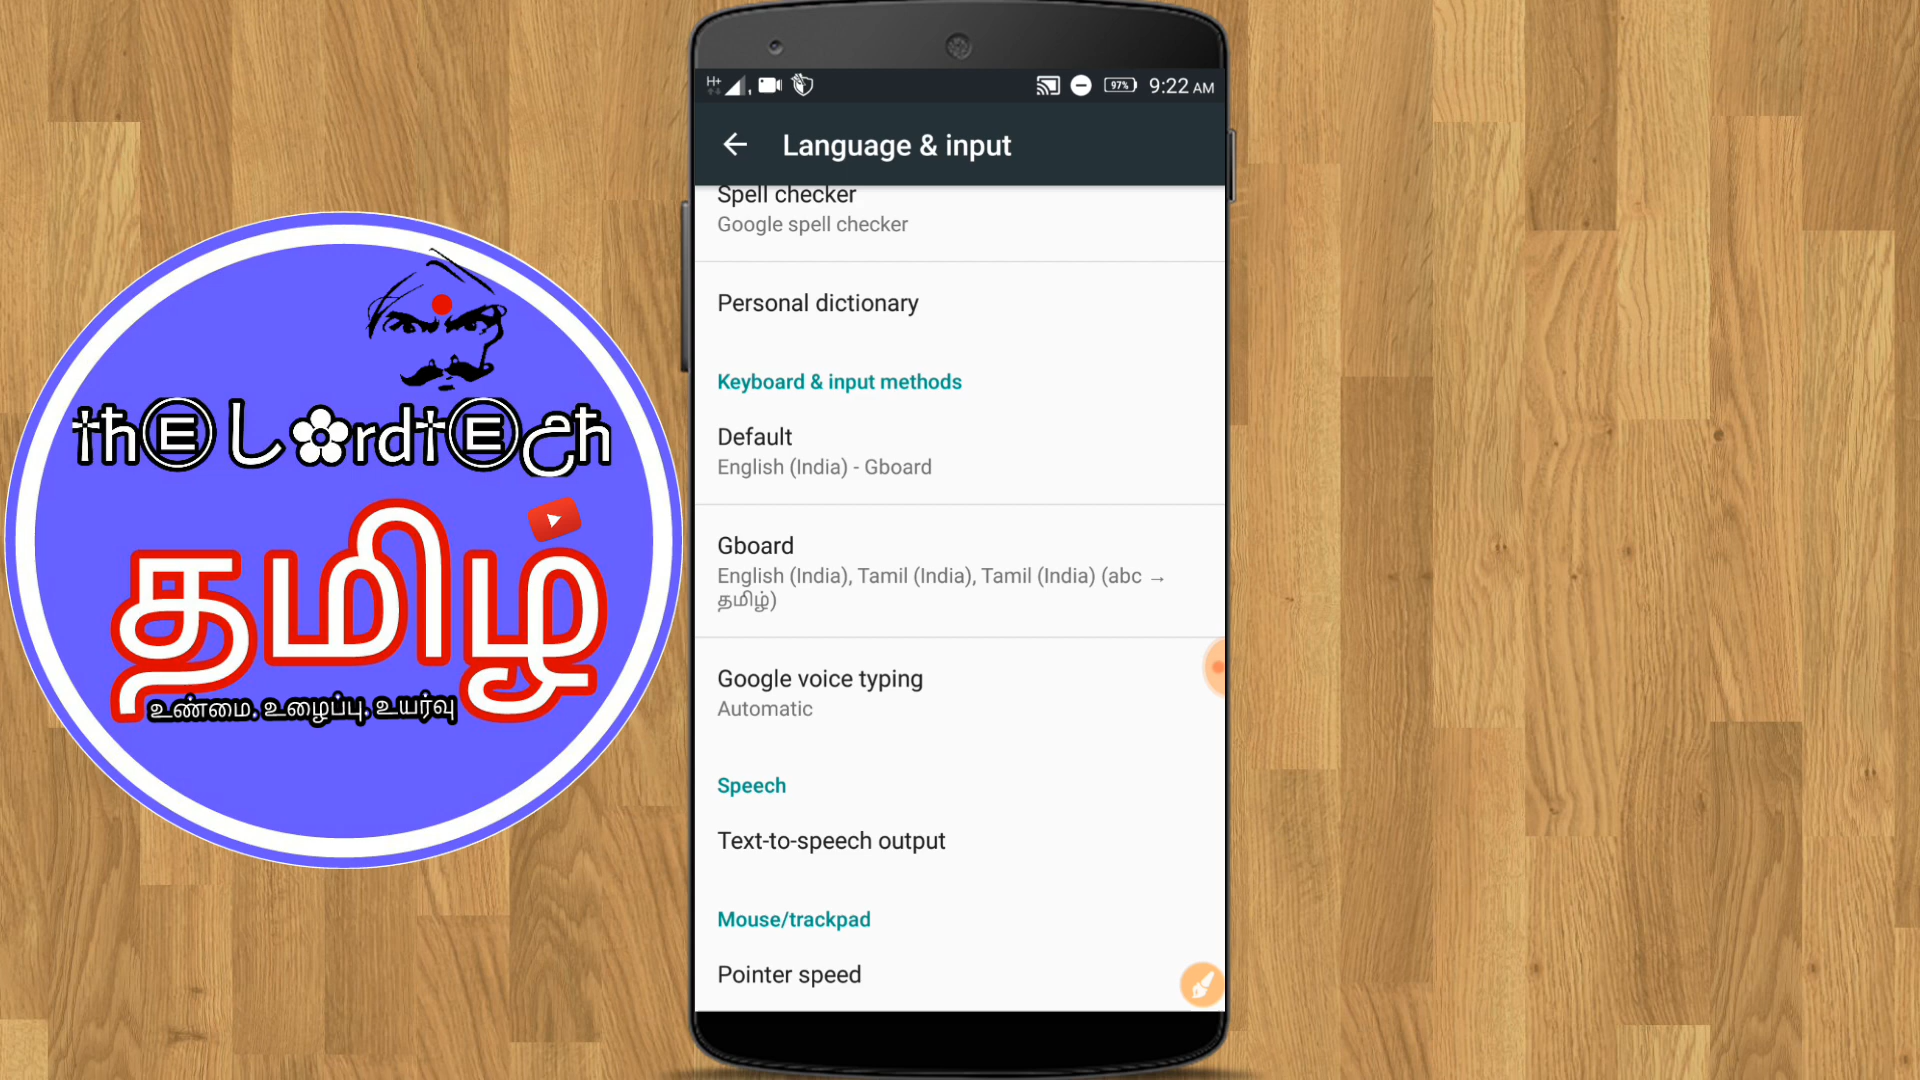 thE LordtEch
தமிழ்
உண்மை, உழைப்பு, உயர்வு
H+ 1 97% 9:22 AM
Language & input
Spell checker
Google spell checker
Personal dictionary
Keyboard & input methods
Default
English (India) - Gboard
Gboard
English (India), Tamil (India), Tamil (India) (abc →
தமிழ்)
Google voice typing
Automatic
Speech
Text-to-speech output
Mouse/trackpad
Pointer speed